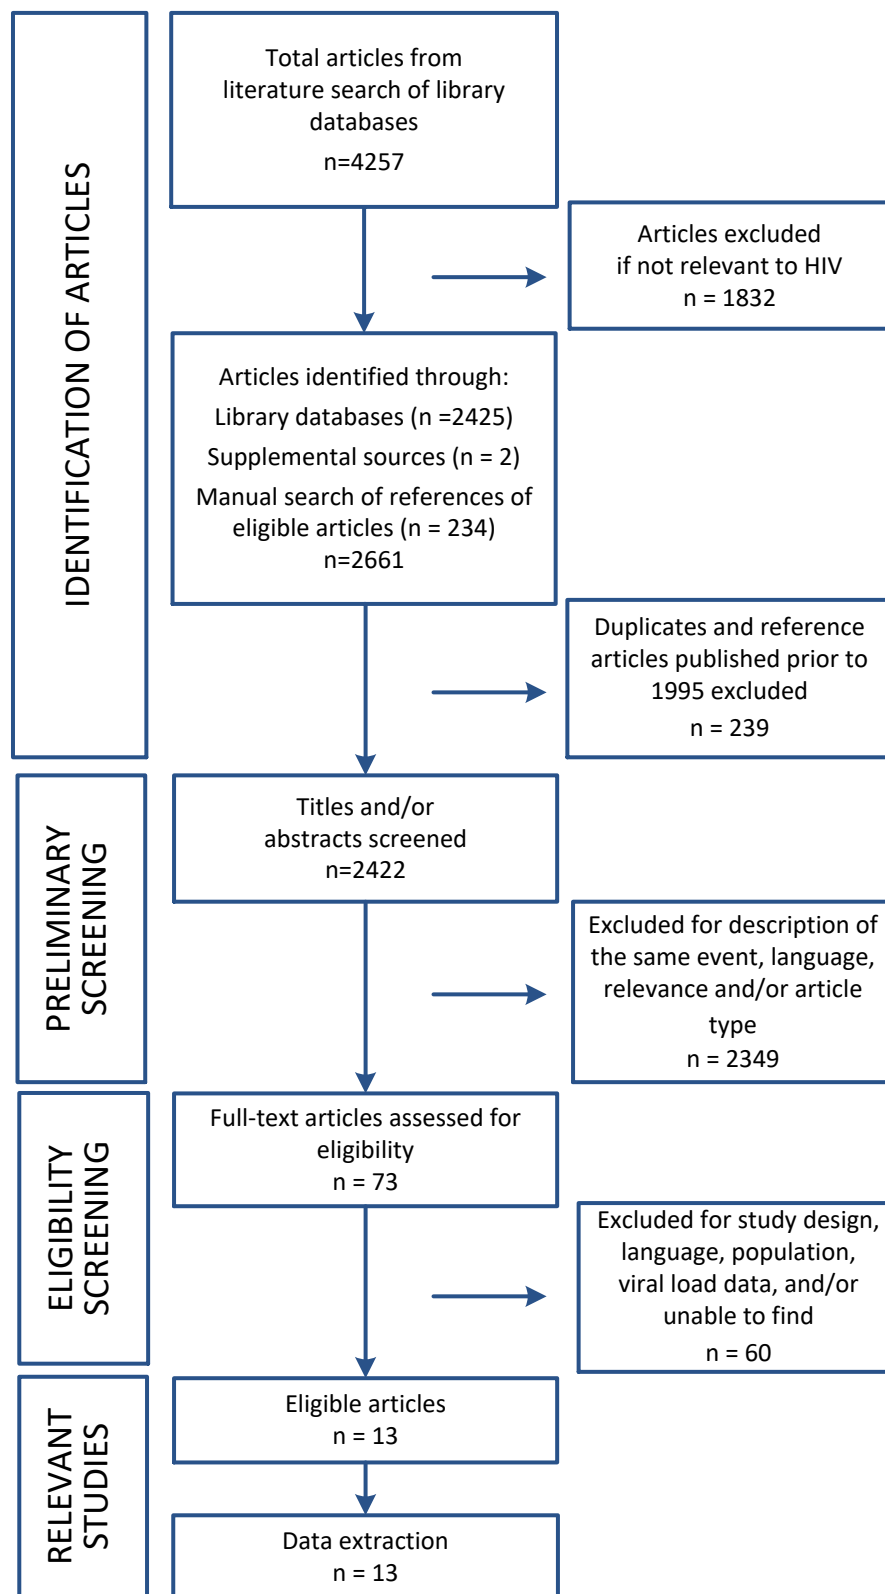 IDENTIFICATION OF ARTICLES
Total articles from
literature search of library
databases
n=4257
Articles excluded
if not relevant to HIV
n = 1832
Articles identified through:
Library databases (n =2425)
Supplemental sources (n = 2)
Manual search of references of
eligible articles (n = 234)
n=2661
Duplicates and reference
articles published prior to
1995 excluded
n = 239
PRELIMINARY
SCREENING
Titles and/or
abstracts screened
n=2422
Excluded for description of
the same event, language,
relevance and/or article
type
n = 2349
ELIGIBILITY
SCREENING
Full-text articles assessed for
eligibility
n = 73
Excluded for study design,
language, population,
viral load data, and/or
unable to find
n = 60
RELEVANT
STUDIES
Eligible articles
n = 13
Data extraction
n = 13